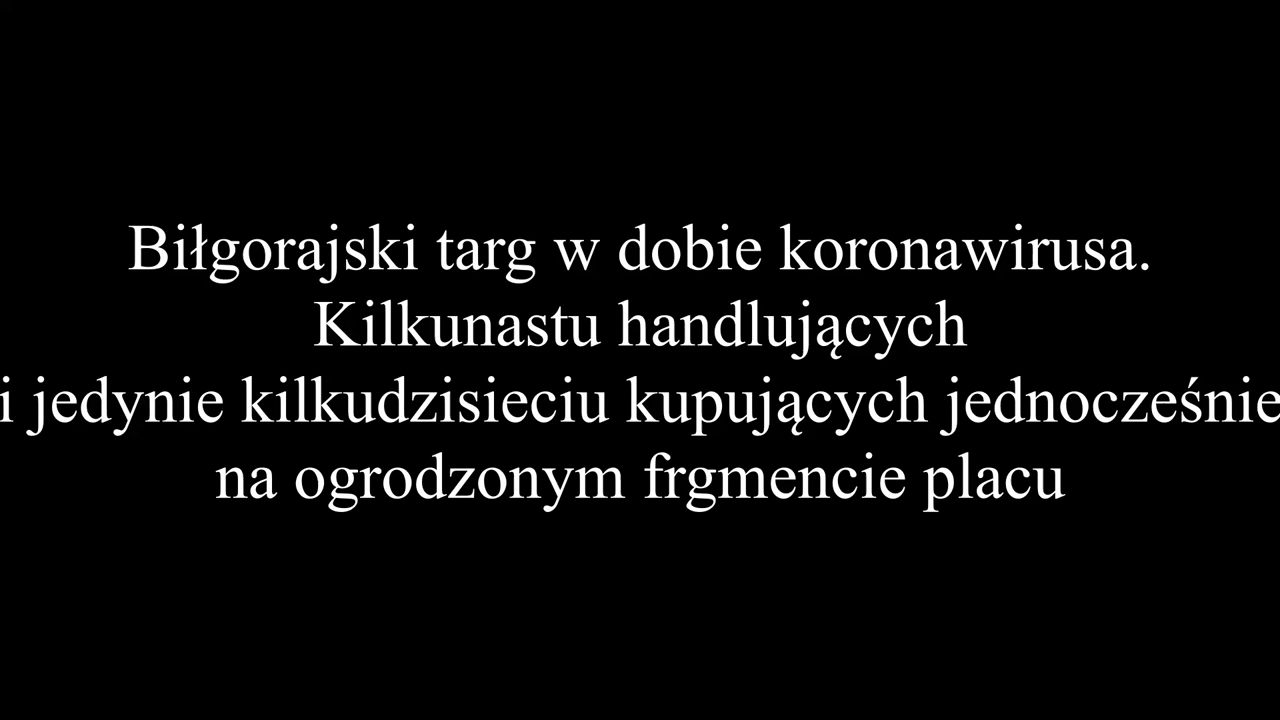 Biłgorajski targ w dobie koronawirusa.
Kilkunastu handlujących
i jedynie kilkudzisieciu kupujących jednocześnie
na ogrodzonym frgmencie placu